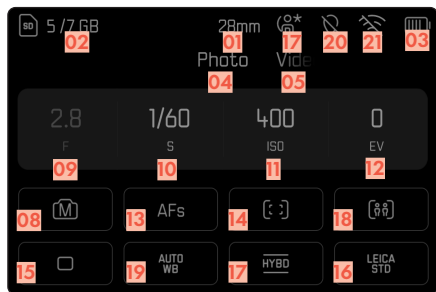 SD 5 /7 GB 28mm
02 01 17 20 21 03
Photo Vide
04 05
2.8 1/60 400 0
F S ISO EV
09 10 11 12
M AFs
08 13 14 18
AUTO WB HYBD LEICA STD
15 19 17 16